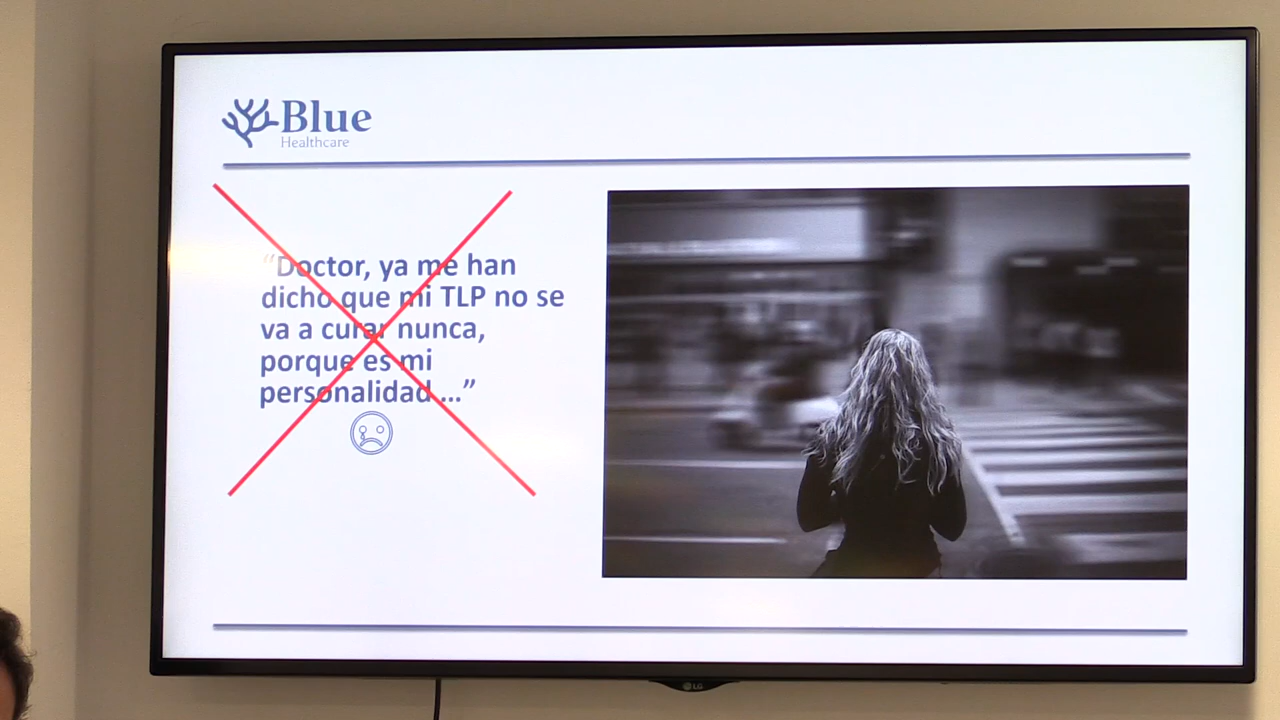 Blue
Healthcare
“Doctor, ya me han
dicho que mi TLP no se
va a curar nunca,
porque es mi
personalidad ...”
LG